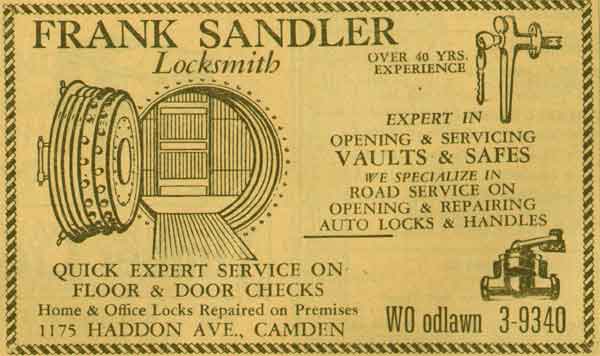 FRANK SANDLER
Locksmith
OVER 40 YRS.
EXPERIENCE
EXPERT IN
OPENING & SERVICING
VAULTS & SAFES
WE SPECIALIZE IN
ROAD SERVICE ON
OPENING & REPAIRING
AUTO LOCKS & HANDLES
QUICK EXPERT SERVICE ON
FLOOR & DOOR CHECKS
Home & Office Locks Repaired on Premises
1175 HADDON AVE., CAMDEN
WO odlawn 3-9340